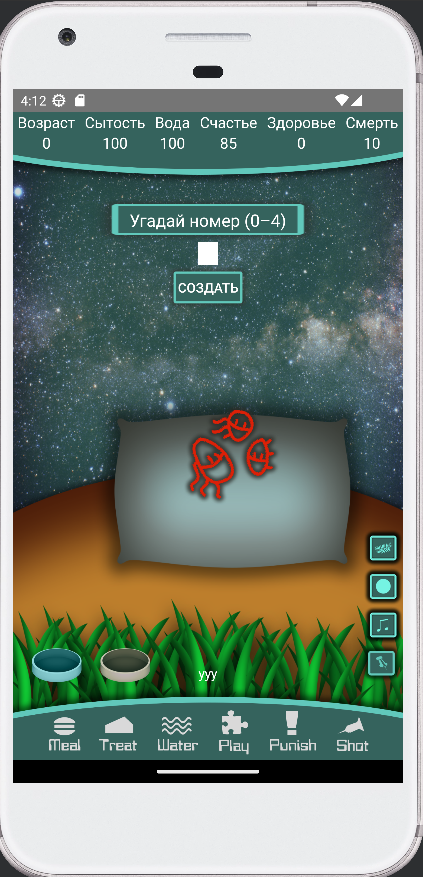 4:12
Возраст Сытость Вода Счастье Здоровье Смерть
0 100 100 85 0 10
Угадай номер (0–4)
СОЗДАТЬ
yyy
Meal Treat Water Play Punish Shot